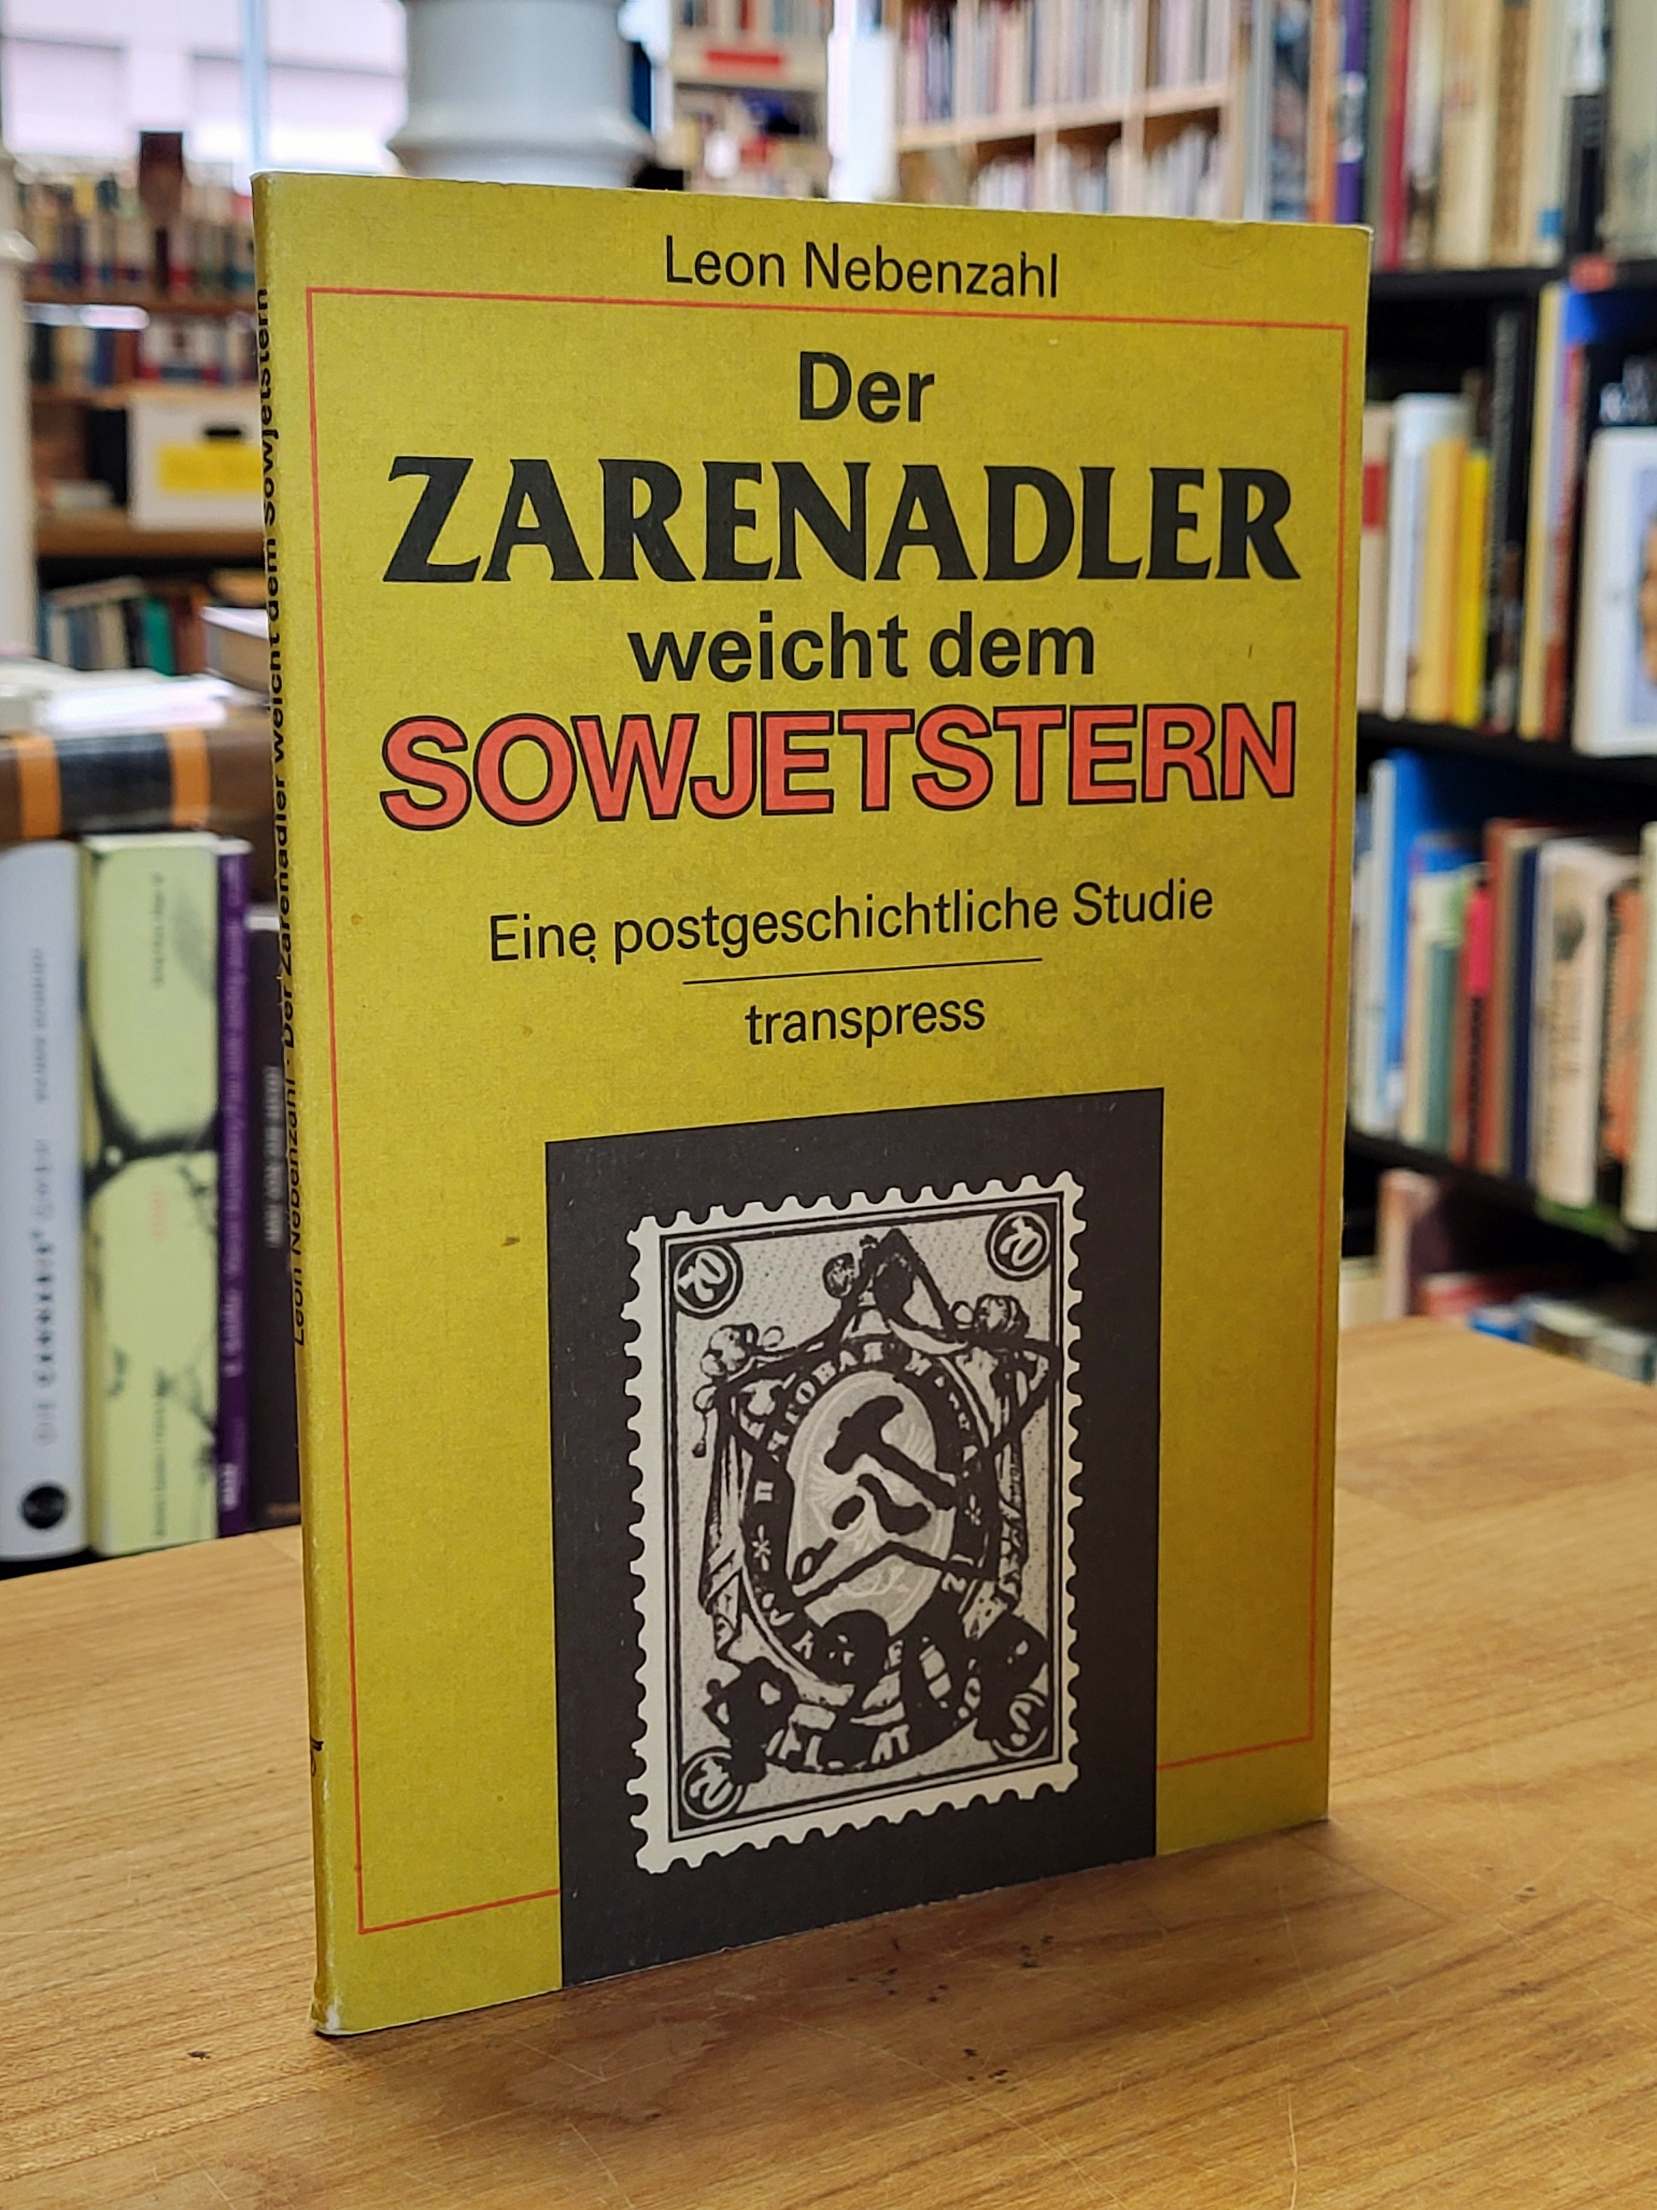 Leon Nebenzahl
Der
ZARENADLER
weicht dem
SOWJETSTERN
Eine postgeschichtliche Studie
transpress
Leon Nebenzahl · Der Zarenadler weicht dem Sowjetstern